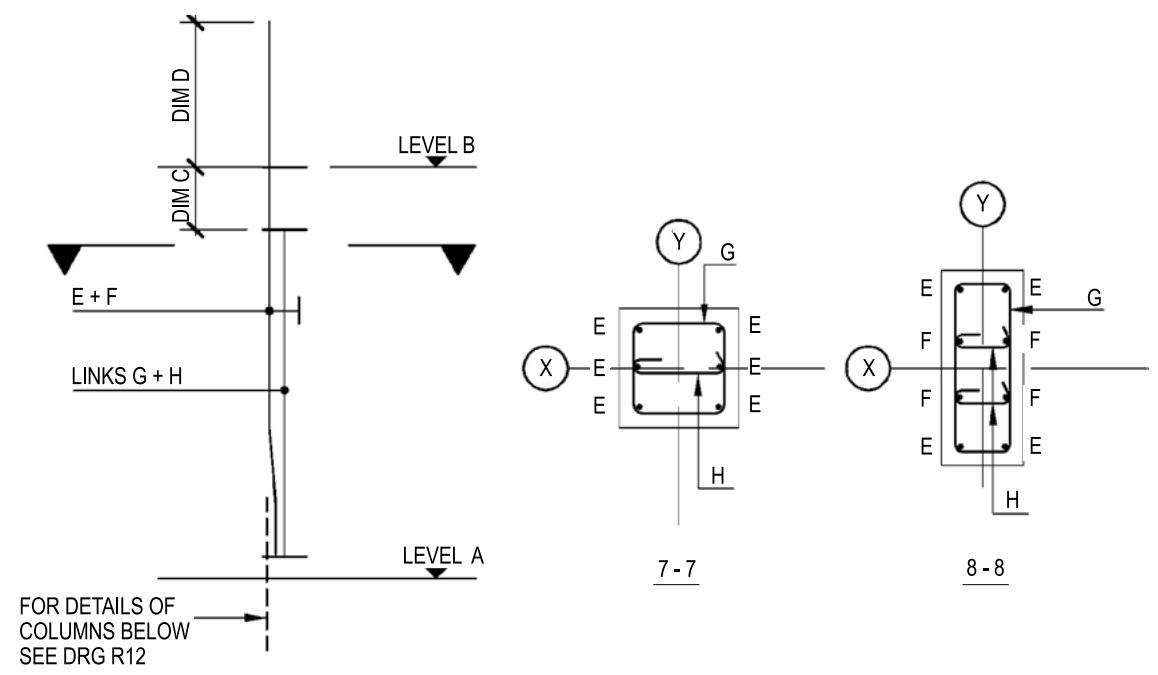 DIM D
LEVEL B
DIM C
E + F
LINKS G + H
LEVEL A
FOR DETAILS OF
COLUMNS BELOW
SEE DRG R12
Y
G
E E
X E E
E E
H
7 - 7
Y
E E
G
F F
X
F F
E E
H
8 - 8